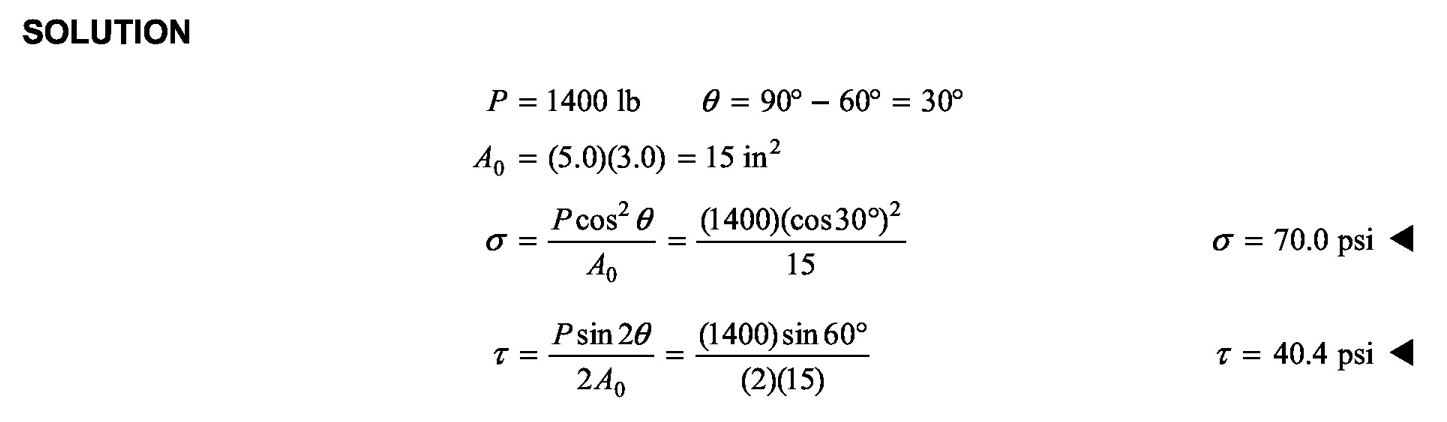 SOLUTION
P = 1400 lb θ = 90° − 60° = 30°
A₀ = (5.0)(3.0) = 15 in²
σ = P cos² θ / A₀ = (1400)(cos 30°)² / 15 σ = 70.0 psi ◀
τ = P sin 2θ / 2A₀ = (1400) sin 60° / (2)(15) τ = 40.4 psi ◀